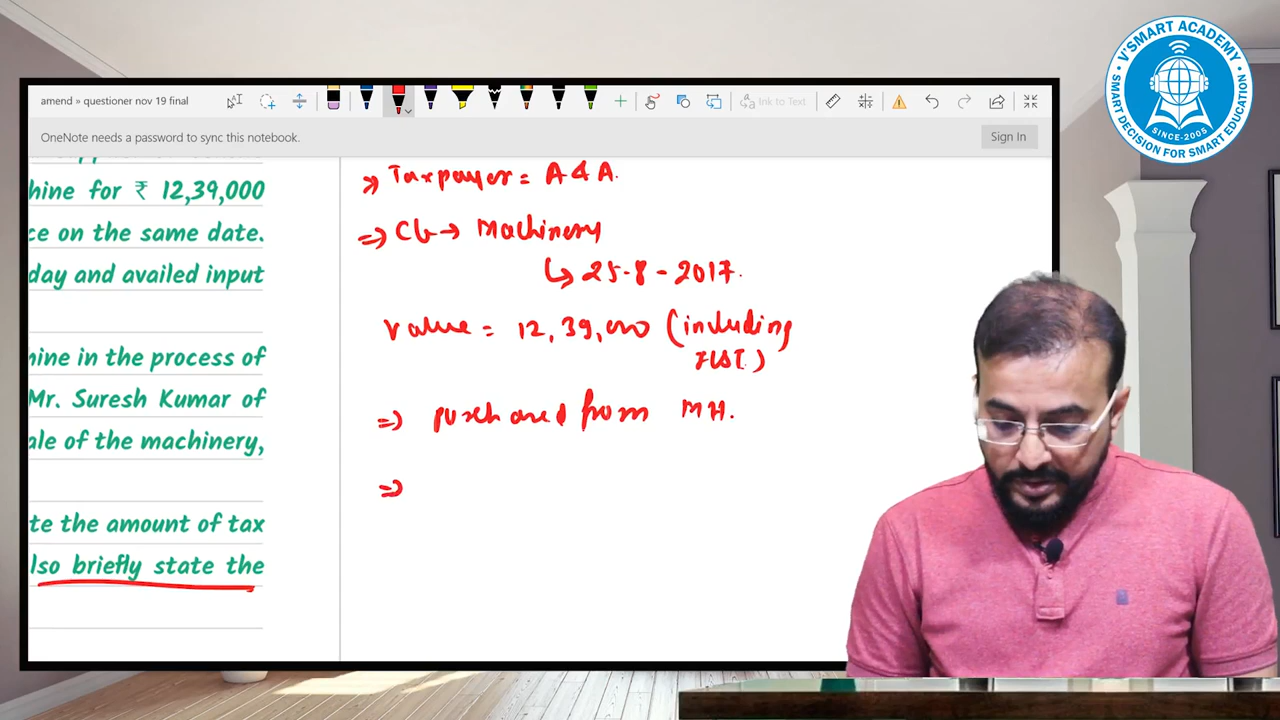 V'SMART ACADEMY
SMART DECISION FOR SMART EDUCATION
SINCE-2005
amend » questioner nov 19 final
Ink to Text
OneNote needs a password to sync this notebook.
Sign In
hine for ₹ 12,39,000
ce on the same date.
day and availed input
hine in the process of
Mr. Suresh Kumar of
ale of the machinery,
te the amount of tax
lso briefly state the
=> Taxpayer = A & A.
=> CG → Machinery
↳ 25-8-2017.
Value = 12,39,000 (including
IGST.)
=> purchased from MH.
=>